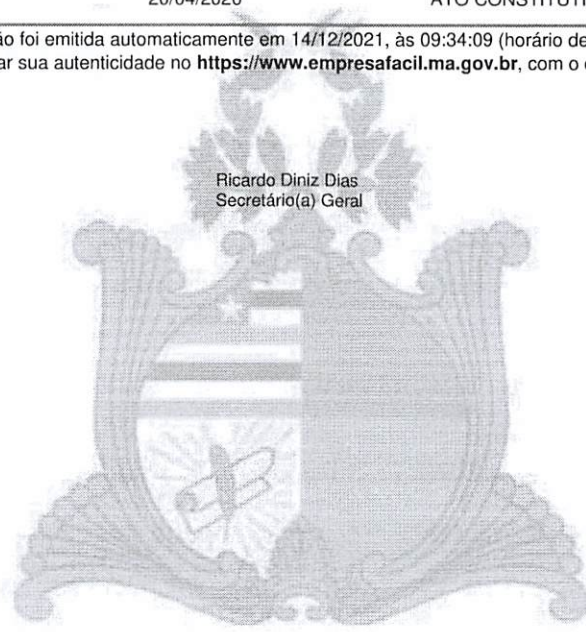 ão foi emitida automaticamente em 14/12/2021, às 09:34:09 (horário de
ar sua autenticidade no https://www.empresafacil.ma.gov.br, com o
Ricardo Diniz Dias
Secretário(a) Geral